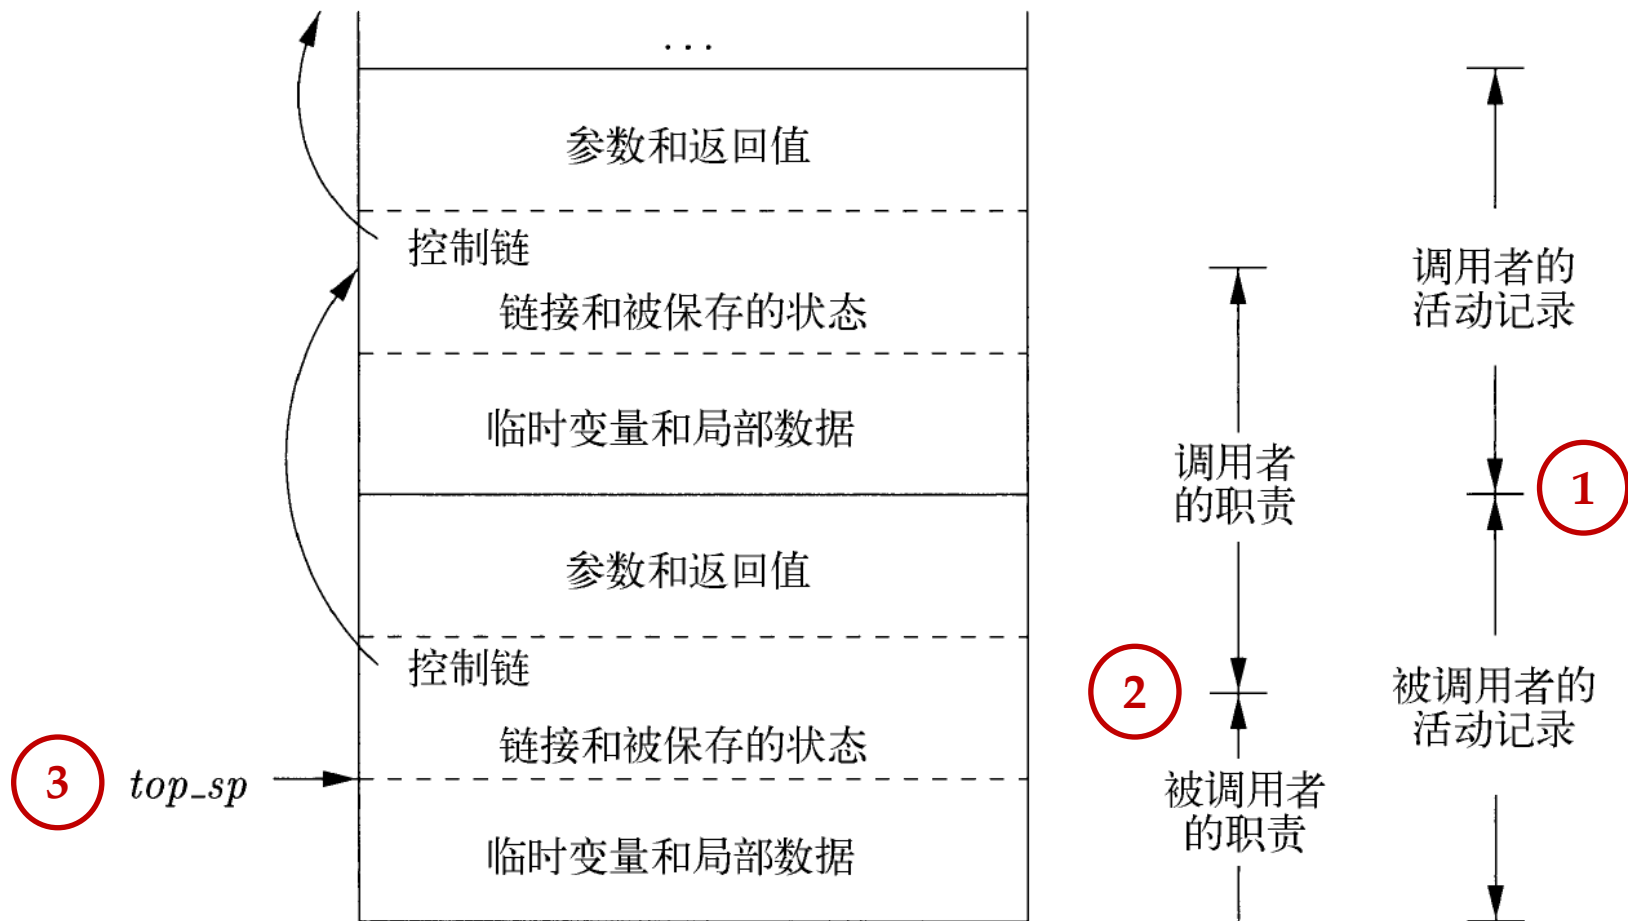 ...
参数和返回值
控制链
链接和被保存的状态
临时变量和局部数据
参数和返回值
控制链
链接和被保存的状态
临时变量和局部数据
3
top_sp
调用者
的职责
2
被调用者
的职责
调用者的
活动记录
1
被调用者的
活动记录